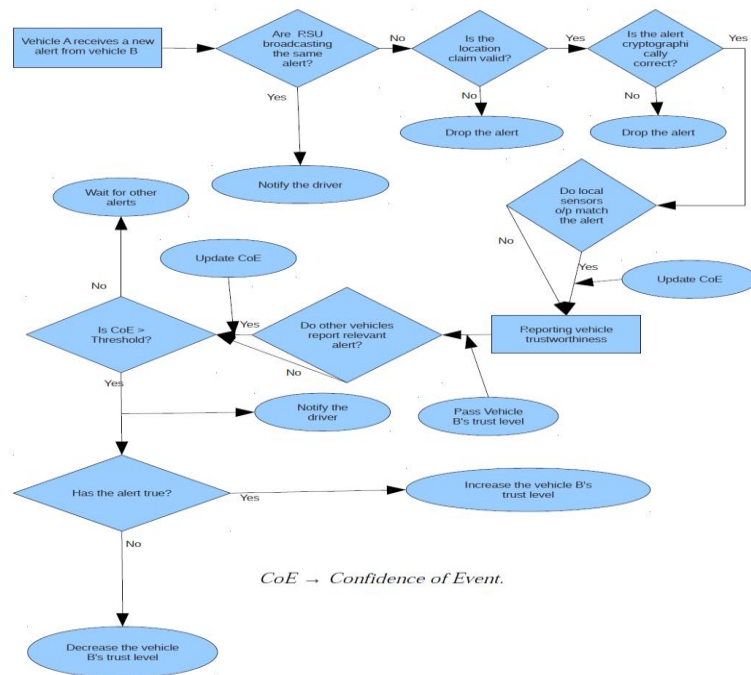 Vehicle A receives a new
alert from vehicle B
Are RSU
broadcasting
the same
alert?
No
Is the
location
claim valid?
Yes
Is the alert
cryptographi
cally
correct?
Yes
Yes
No
No
Drop the alert
Drop the alert
Notify the driver
Wait for other
alerts
Do local
sensors
o/p match
the alert
No
Yes
Update CoE
Update CoE
No
Is CoE >
Threshold?
Yes
Do other vehicles
report relevant
alert?
No
Reporting vehicle
trustworthiness
Yes
Notify the
driver
Pass Vehicle
B's trust level
Has the alert true?
Yes
Increase the vehicle B's
trust level
No
CoE → Confidence of Event.
Decrease the vehicle
B's trust level